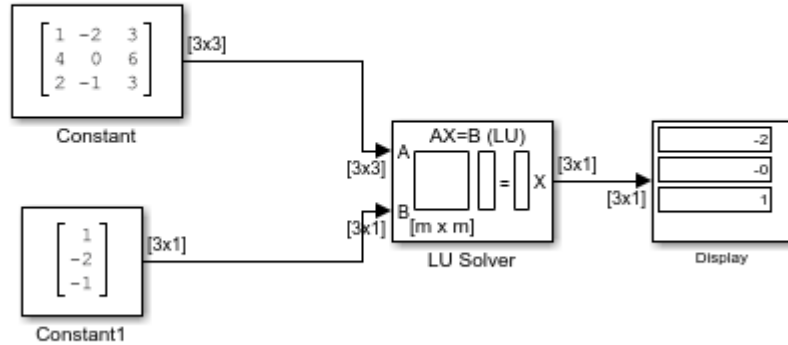 1 -2 3
4 0 6
2 -1 3
[3x3]
Constant
AX=B (LU)
A
[3x3]
= X
[3x1]
B
[3x1]
[m x m]
LU Solver
-2
-0
1
[3x1]
Display
1
-2
-1
[3x1]
Constant1